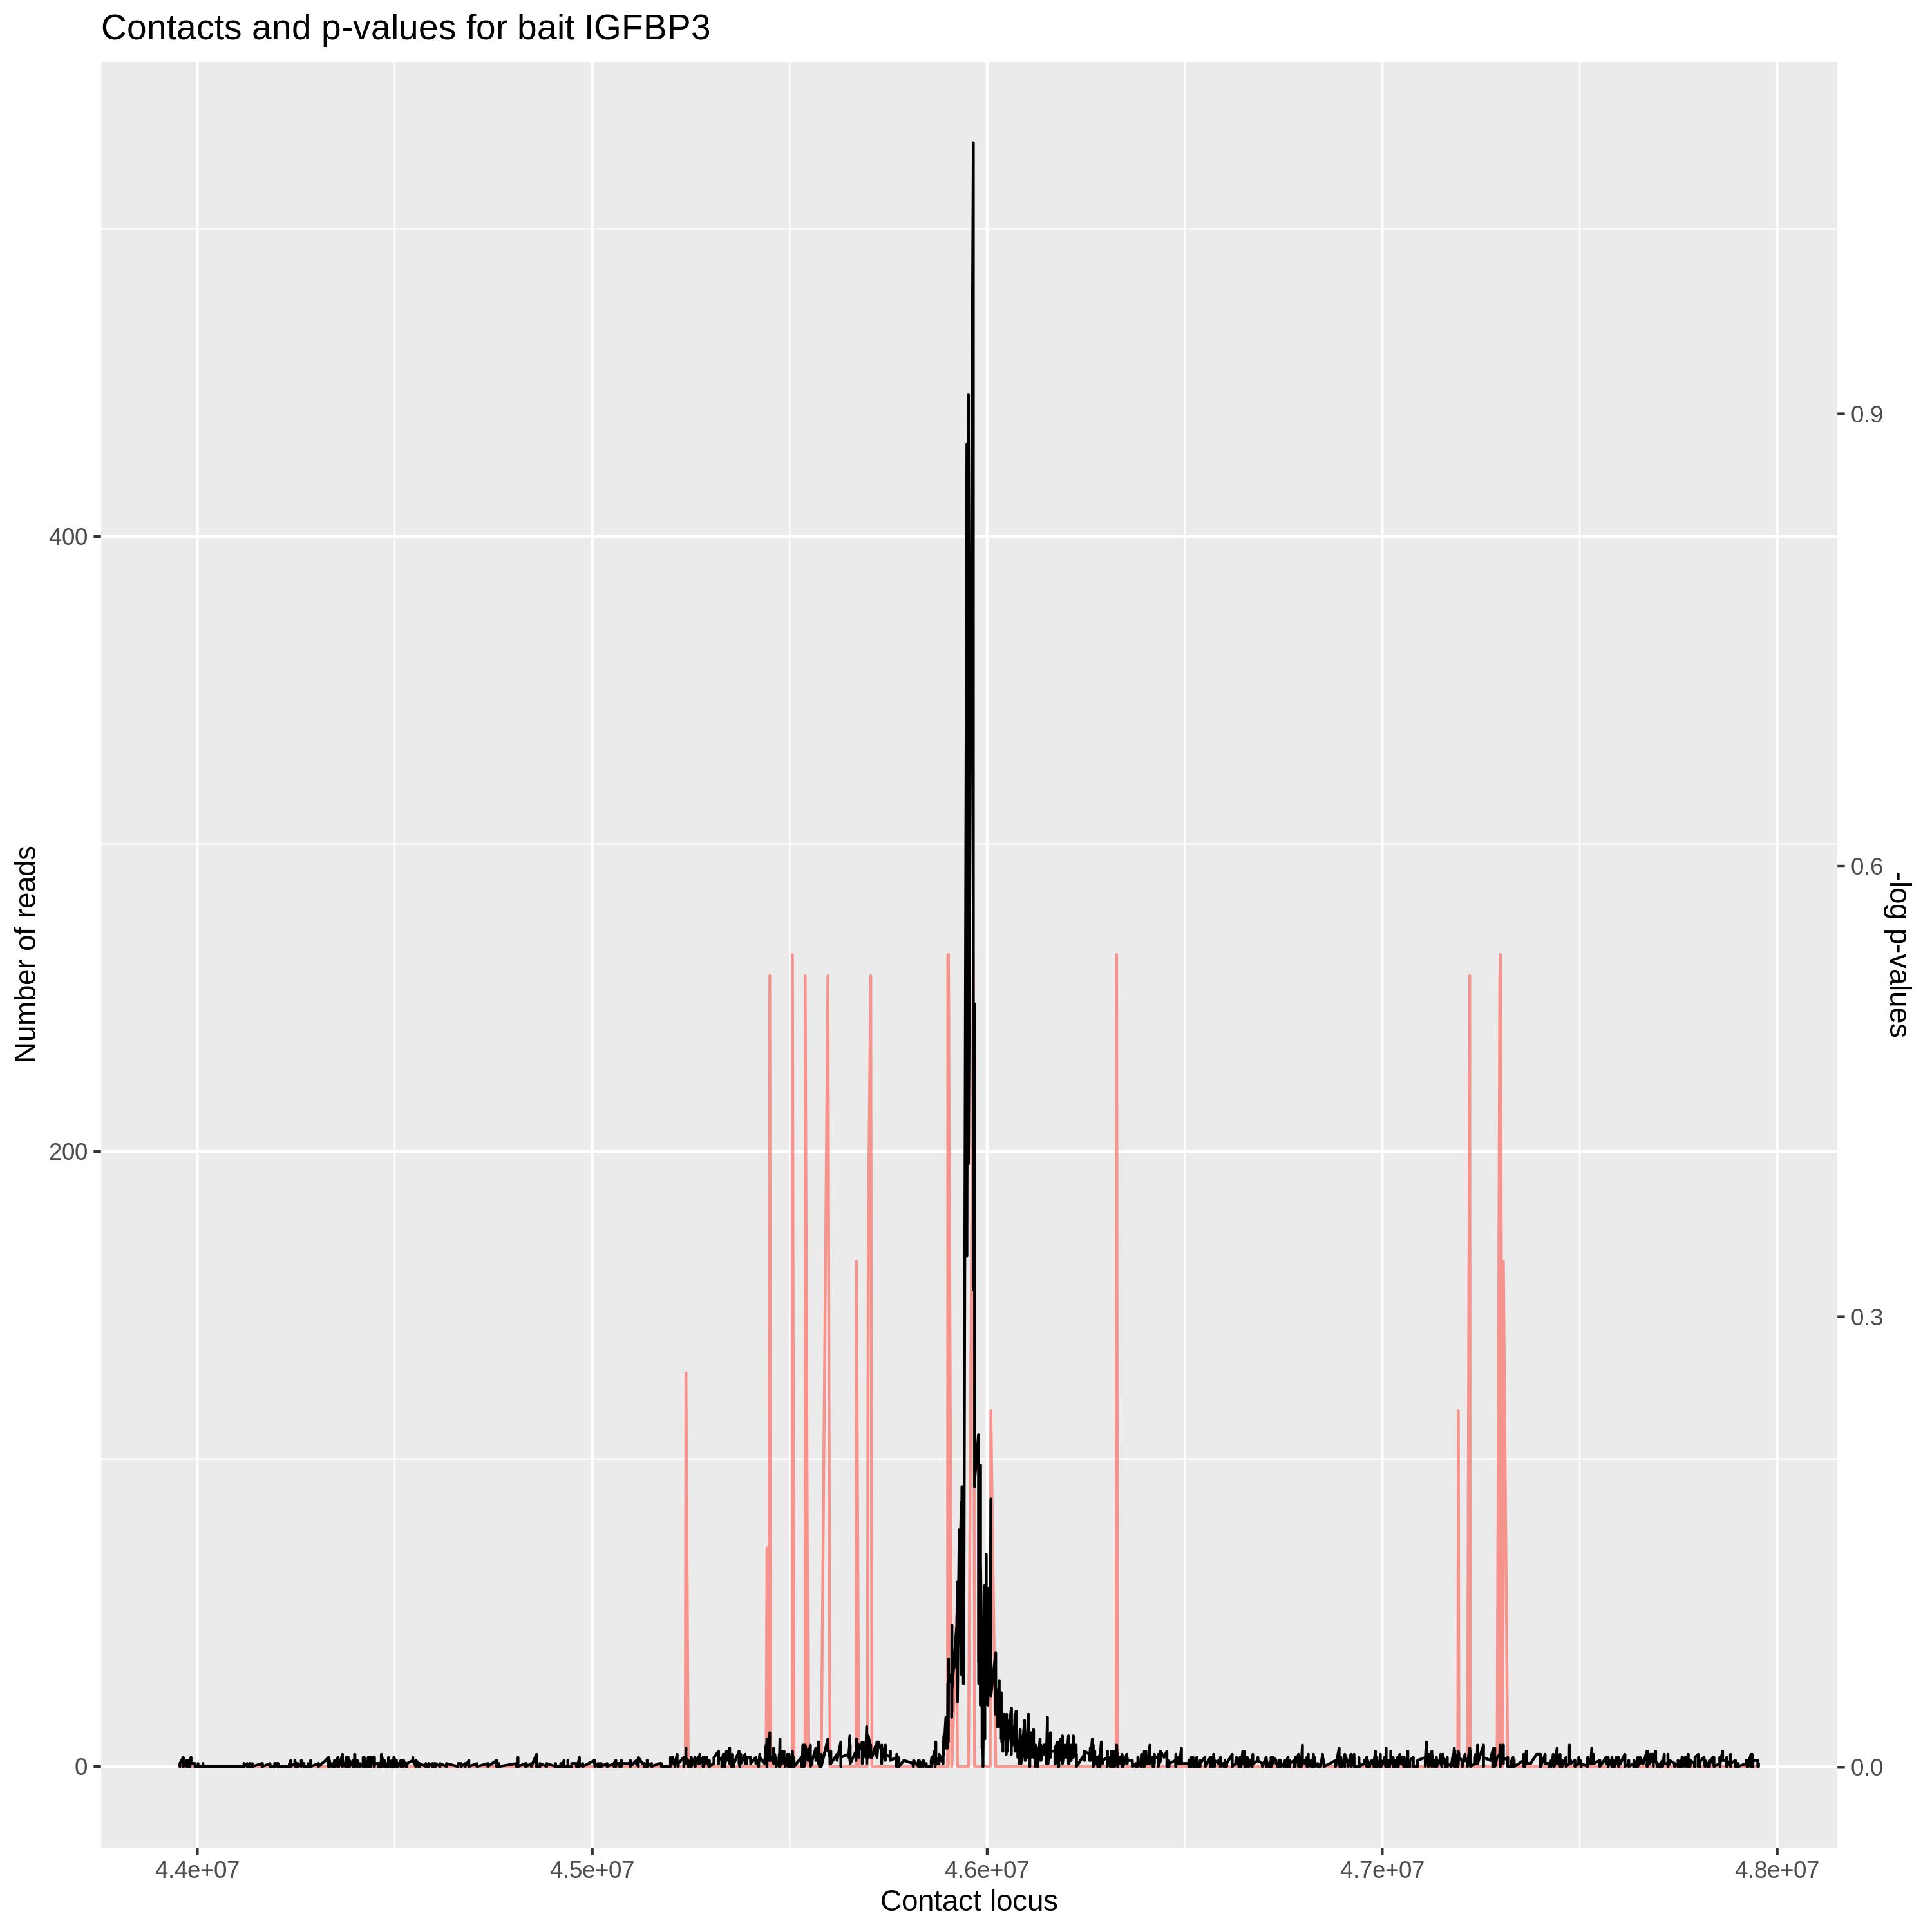 Contacts and p-values for bait IGFBP3
Number of reads
400
200
0
0.9
0.6
0.3
0.0
-log p-values
4.4e+07
4.5e+07
4.6e+07
4.7e+07
4.8e+07
Contact locus